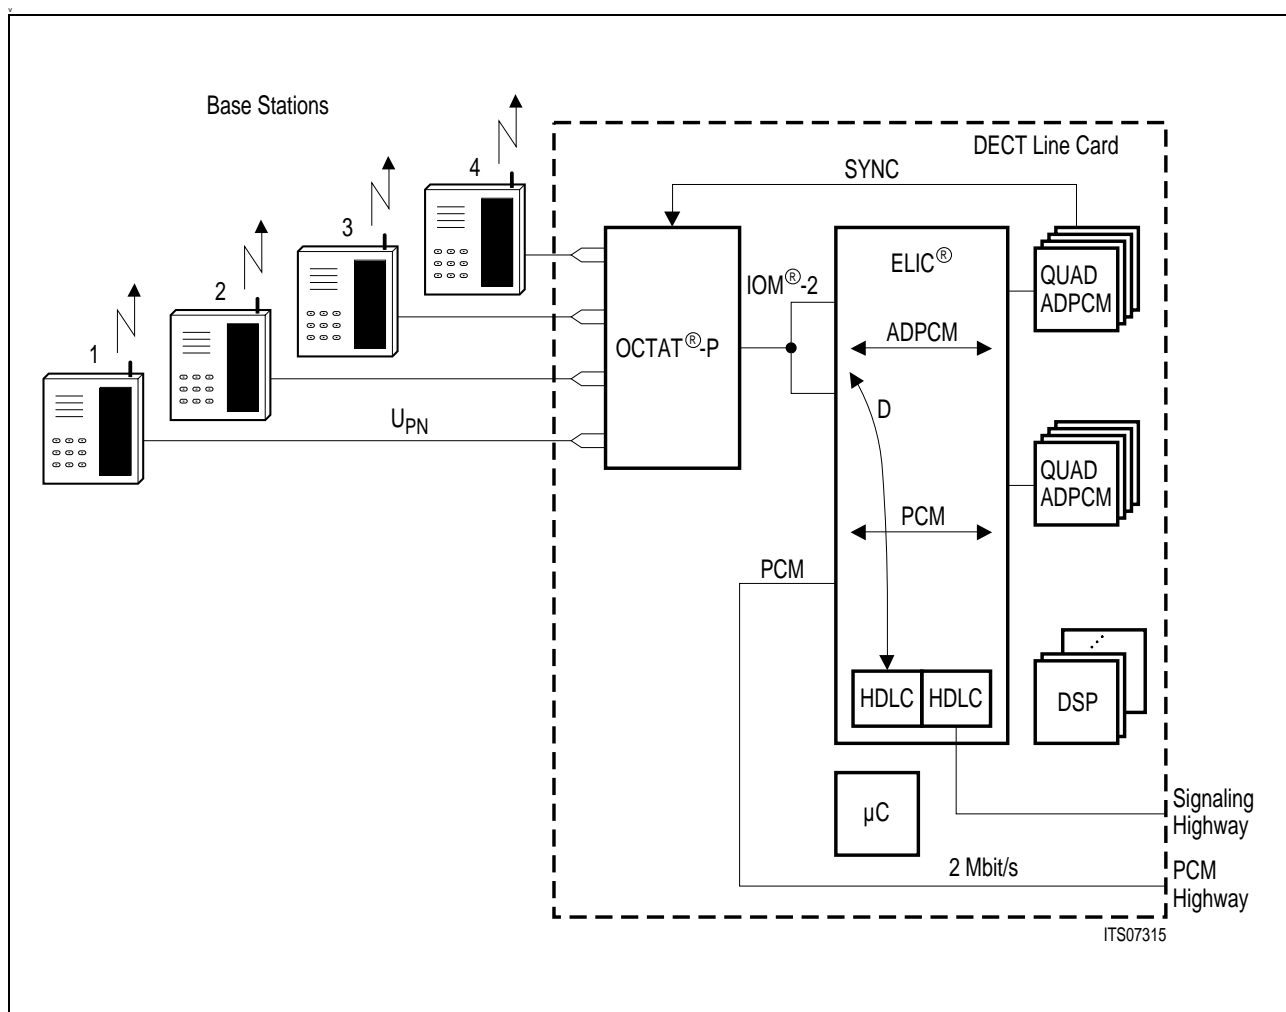 v
Base Stations
DECT Line Card
SYNC
4
3
2
1
U_PN
OCTAT®-P
IOM®-2
ELIC®
ADPCM
D
PCM
PCM
HDLC
HDLC
QUAD
ADPCM
QUAD
ADPCM
DSP
µC
2 Mbit/s
Signaling
Highway
PCM
Highway
ITS07315